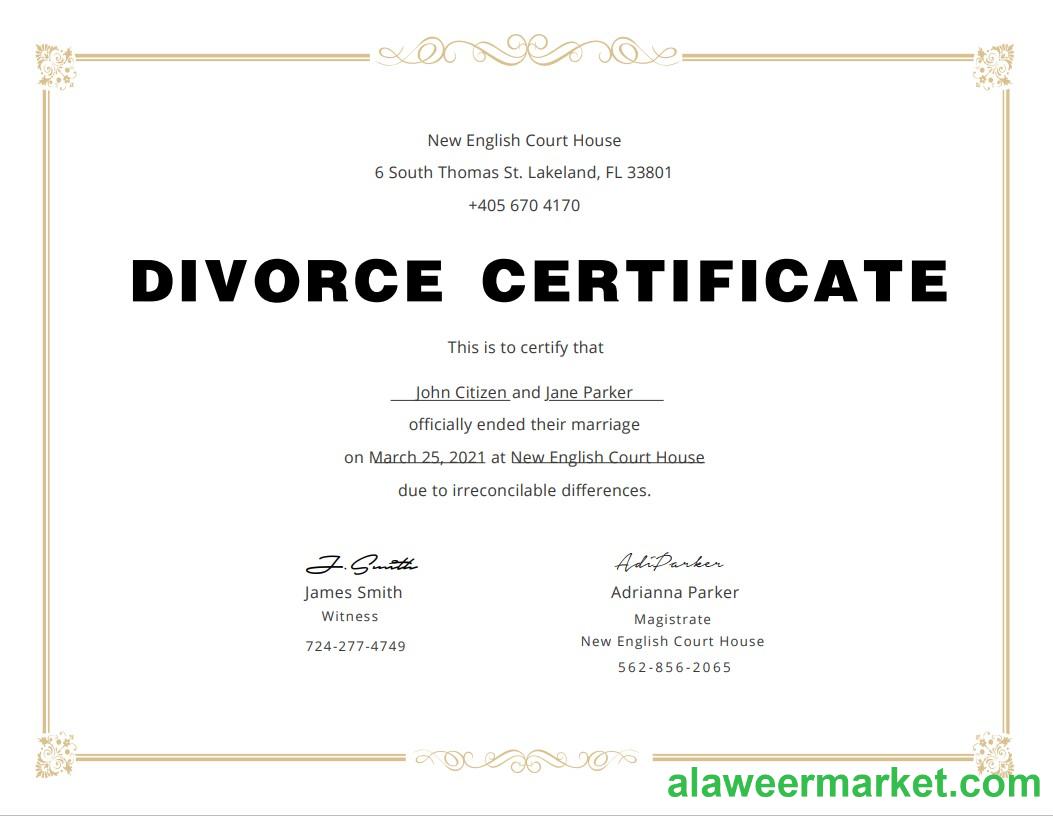 New English Court House
6 South Thomas St. Lakeland, FL 33801
+405 670 4170
DIVORCE CERTIFICATE
This is to certify that
John Citizen and Jane Parker
officially ended their marriage
on March 25, 2021 at New English Court House
due to irreconcilable differences.
J. Smith
James Smith
Witness
724-277-4749
AdiParker
Adrianna Parker
Magistrate
New English Court House
562-856-2065
alaweermarket.com